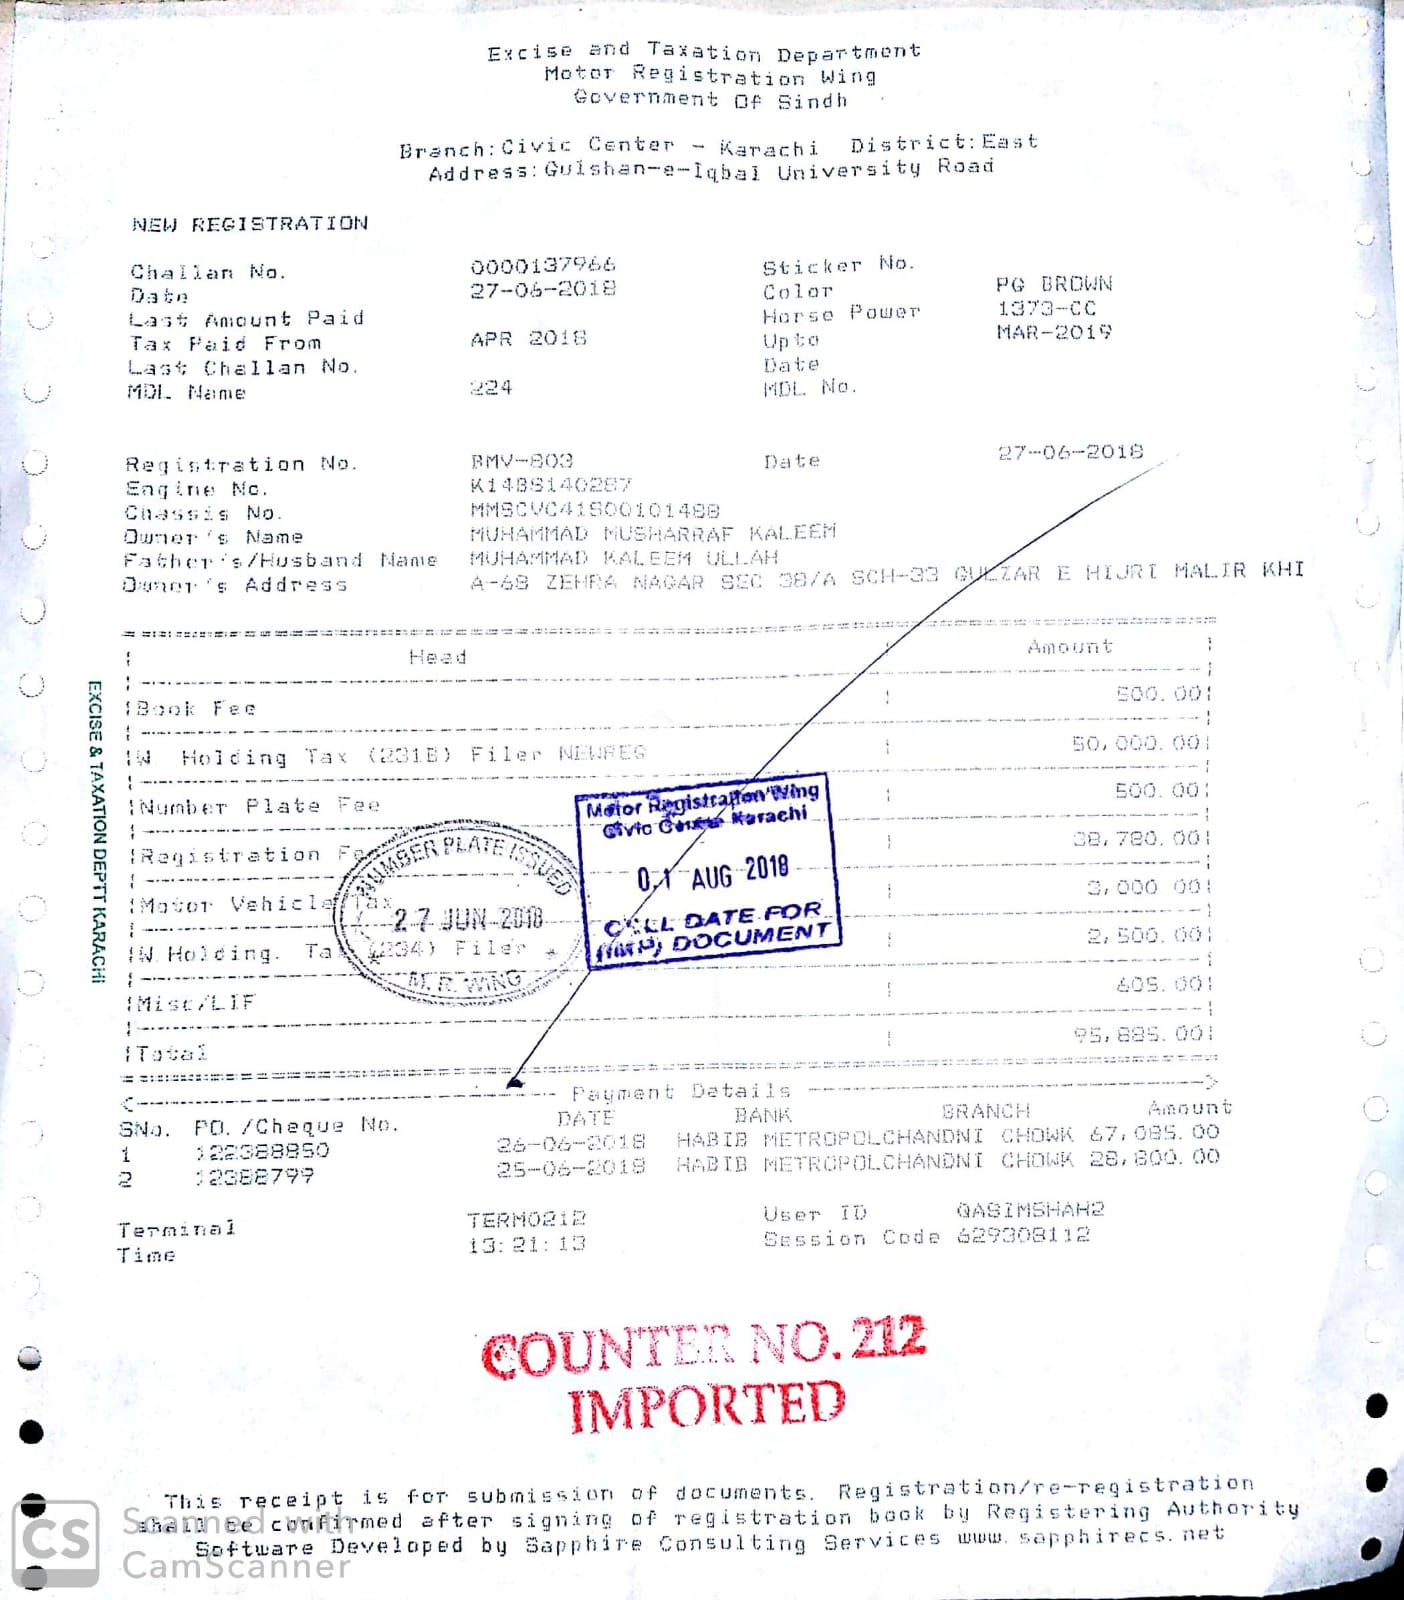 Excise and Taxation Department
Motor Registration Wing
Government Of Sindh
Branch:Civic Center - Karachi District:East
Address:Gulshan-e-Iqbal University Road
NEW REGISTRATION
Challan No. 0000137966 Sticker No.
Date 27-06-2018 Color PG BROWN
Last Amount Paid Horse Power 1373-CC
Tax Paid From APR 2018 Upto MAR-2019
Last Challan No. Date
MDL Name 224 MDL No.
Registration No. BMV-803 Date 27-06-2018
Engine No. K14BS140287
Chassis No. MMSCVC41S00101488
Owner's Name MUHAMMAD MUSHARRAF KALEEM
Father's/Husband Name MUHAMMAD KALEEM ULLAH
Owner's Address A-68 ZEHRA NAGAR SEC 38/A SCH-33 GULZAR E HIJRI MALIR KHI
Head Amount
Book Fee 500.00
W Holding Tax (231B) Filer NEWREG 50,000.00
Number Plate Fee 500.00
Registration Fee 38,780.00
Motor Vehicle Tax 3,000 00
W.Holding. Tax (234) Filer 2,500.00
Misc/LIF 605.00
Total 95,885.00
EXCISE & TAXATION DEPTT KARACHI
NUMBER PLATE ISSUED
27 JUN 2018
M. R. WING
Motor Registration Wing
Civic Centre Karachi
01 AUG 2018
CALL DATE FOR
(IMP) DOCUMENT
Payment Details
SNo. PO./Cheque No. DATE BANK BRANCH Amount
1 122388850 26-06-2018 HABIB METROPOLCHANDNI CHOWK 67,085.00
2 12388799 25-06-2018 HABIB METROPOLCHANDNI CHOWK 28,800.00
Terminal TERM0212 User ID QASIMSHAH2
Time 13:21:13 Session Code 629308112
COUNTER NO. 212
IMPORTED
This receipt is for submission of documents. Registration/re-registration
shall be confirmed after signing of registration book by Registering Authority
Software Developed by Sapphire Consulting Services www.sapphirecs.net
CS
Scanned with
CamScanner